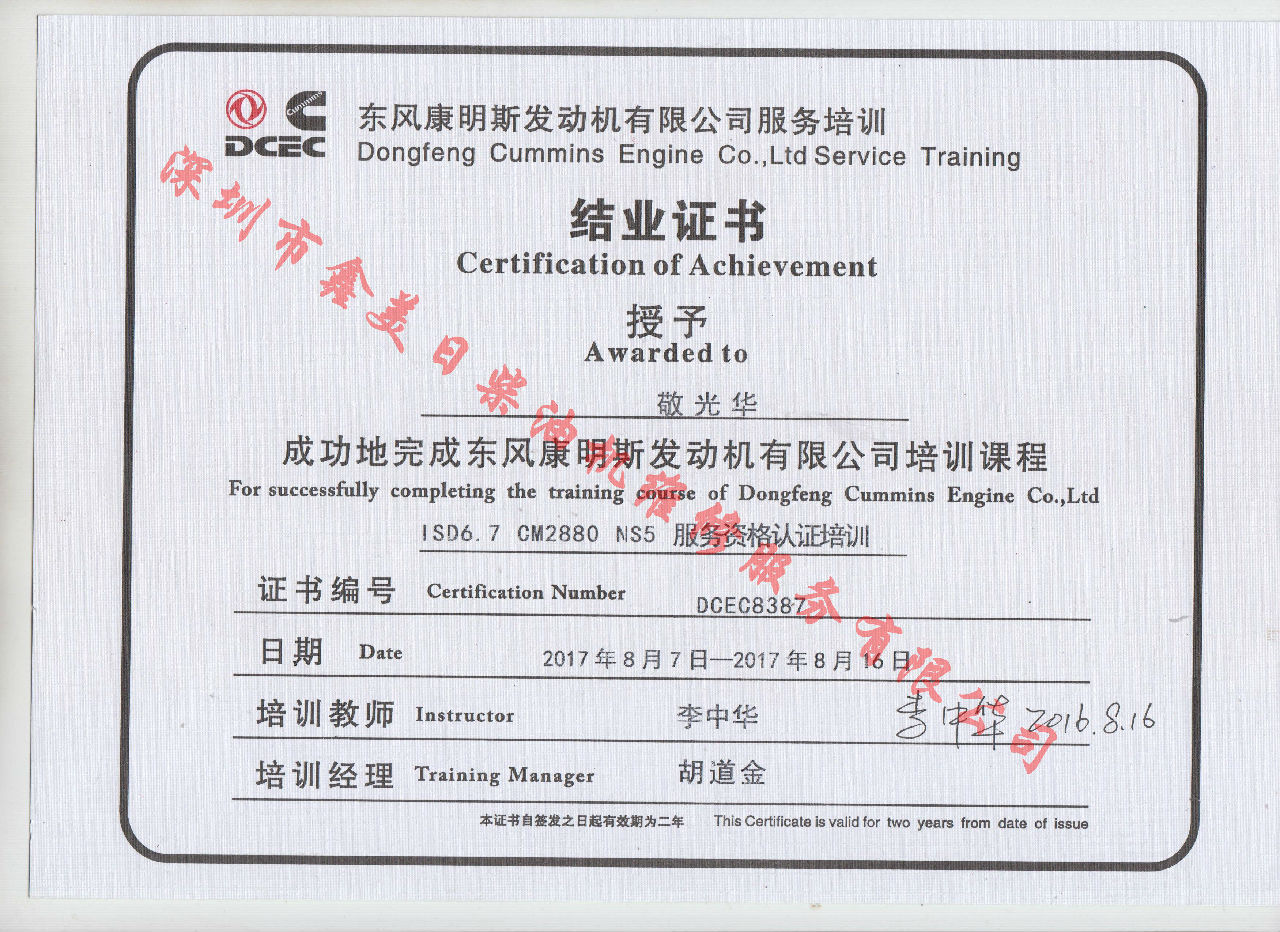 Cummins
DCEC
东风康明斯发动机有限公司服务培训
Dongfeng Cummins Engine Co.,Ltd Service Training
结业证书
Certification of Achievement
授予
Awarded to
敬光华
成功地完成东风康明斯发动机有限公司培训课程
For successfully completing the training course of Dongfeng Cummins Engine Co.,Ltd
ISD6.7 CM2880 NS5 服务资格认证培训
证书编号 Certification Number DCEC8387
日期 Date 2017年8月7日—2017年8月16日
培训教师 Instructor 李中华 李中华 2016.8.16
培训经理 Training Manager 胡道金
本证书自签发之日起有效期为二年 This Certificate is valid for two years from date of issue
深圳市鑫美日柴油机维修服务有限公司